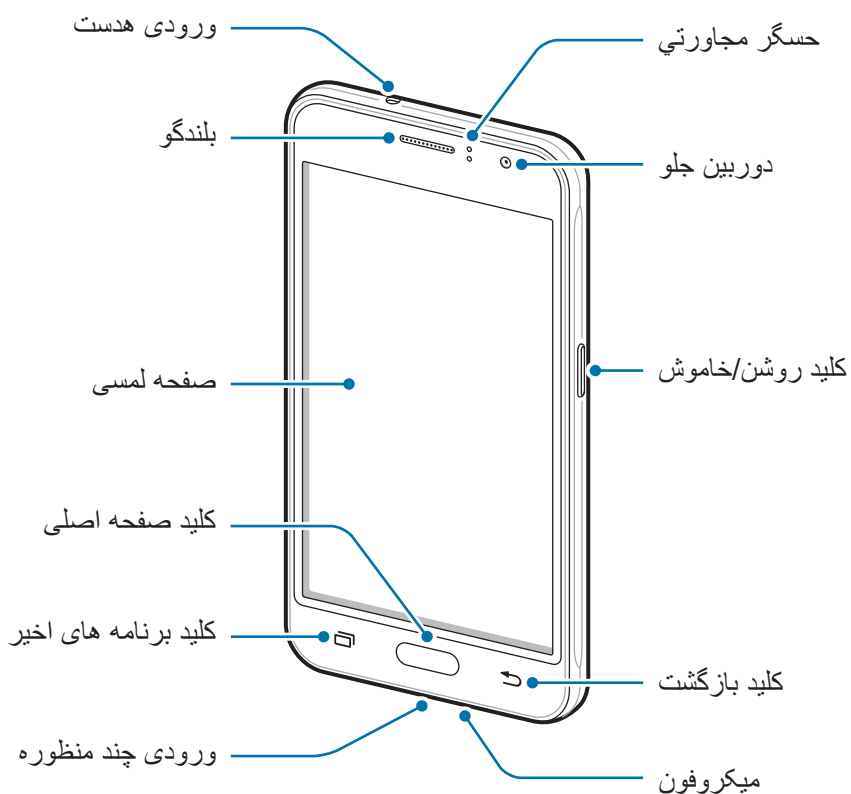 ورودی هدست
حسگر مجاورتي
بلندگو
دوربین جلو
صفحه لمسی
کلید روشن/خاموش
کلید صفحه اصلی
کلید برنامه های اخیر
کلید بازگشت
ورودی چند منظوره
میکروفون